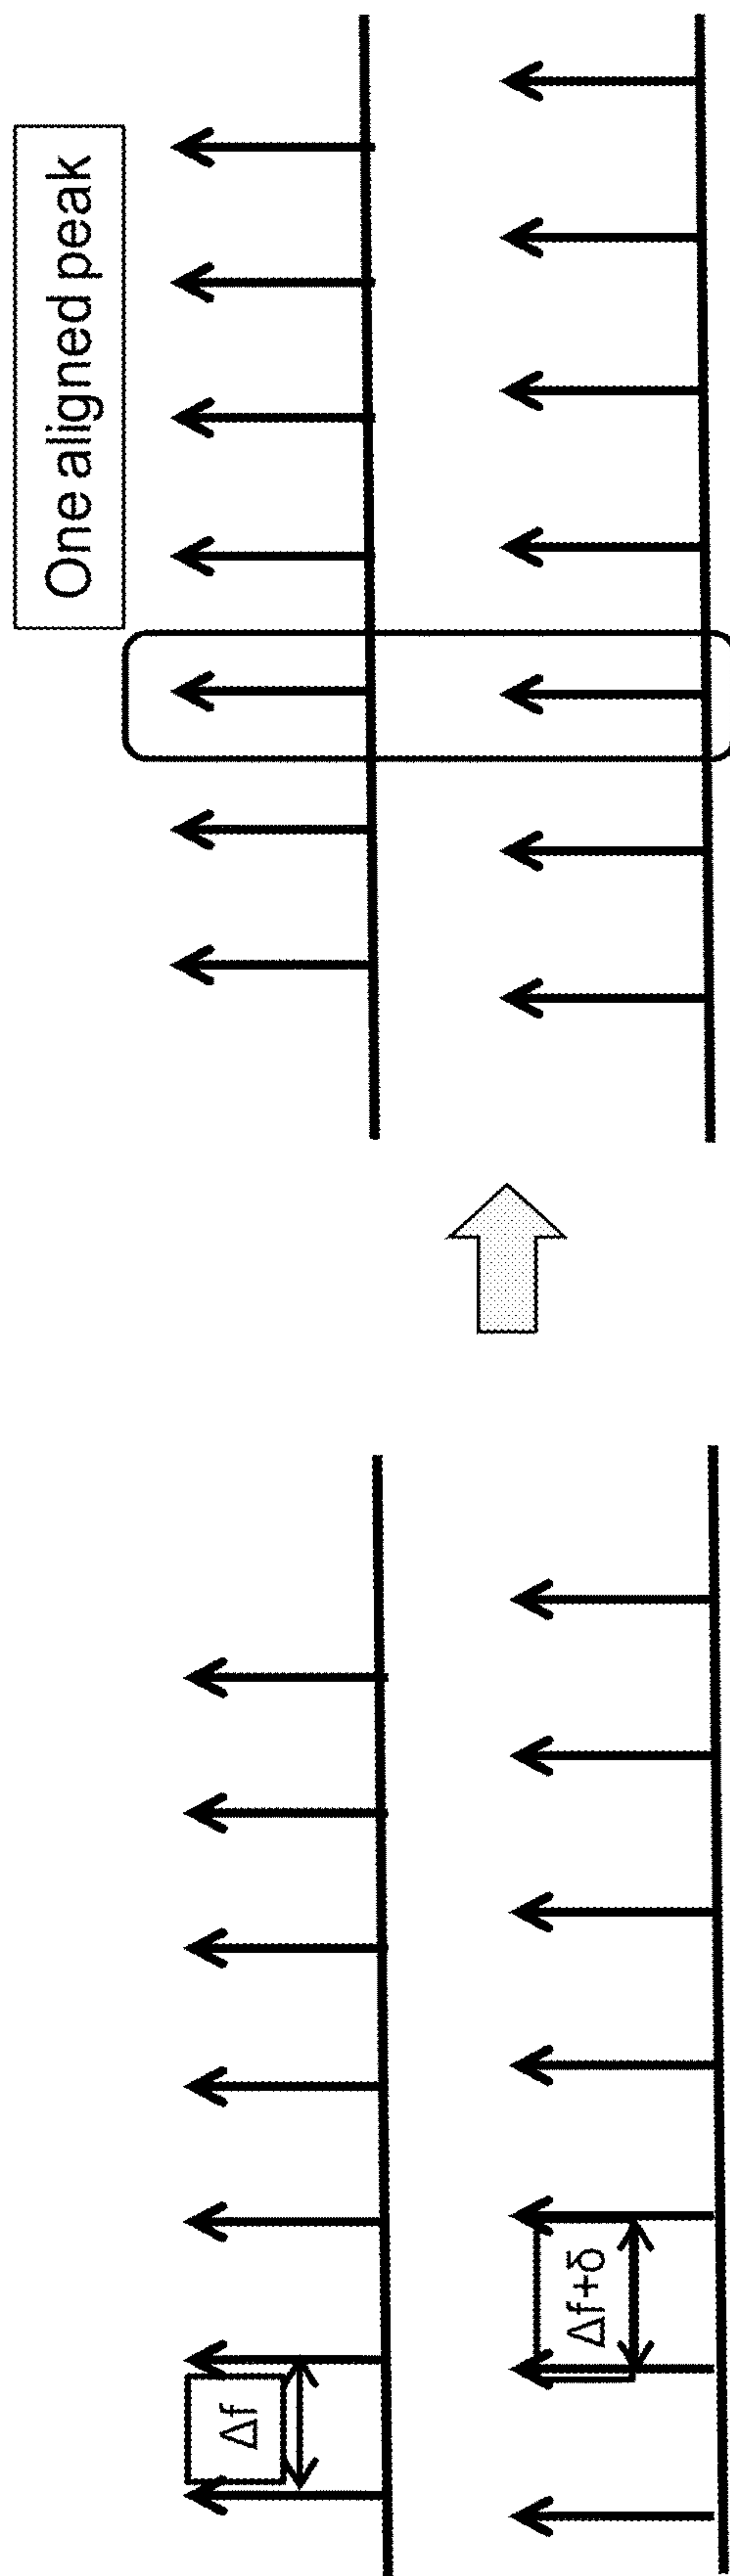 Δf
Δf+δ
One aligned peak